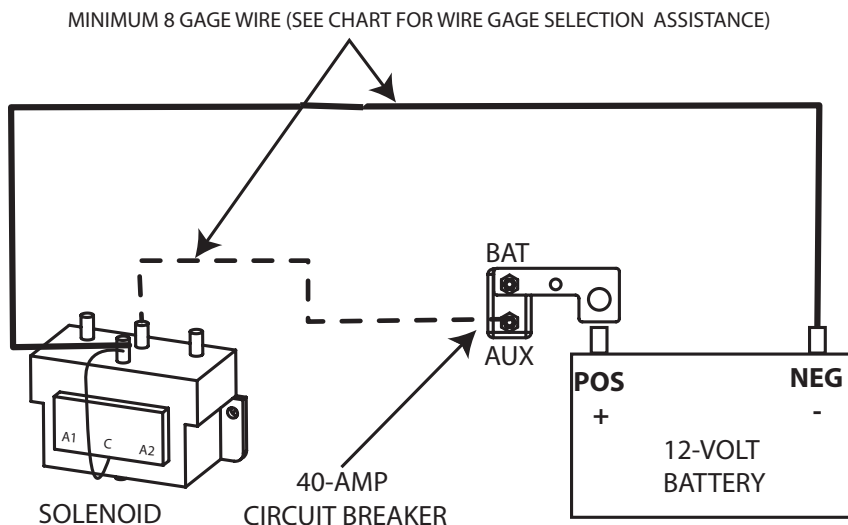 MINIMUM 8 GAGE WIRE (SEE CHART FOR WIRE GAGE SELECTION ASSISTANCE)
BAT
AUX
POS
NEG
+
-
12-VOLT
BATTERY
A1
C
A2
SOLENOID
40-AMP
CIRCUIT BREAKER